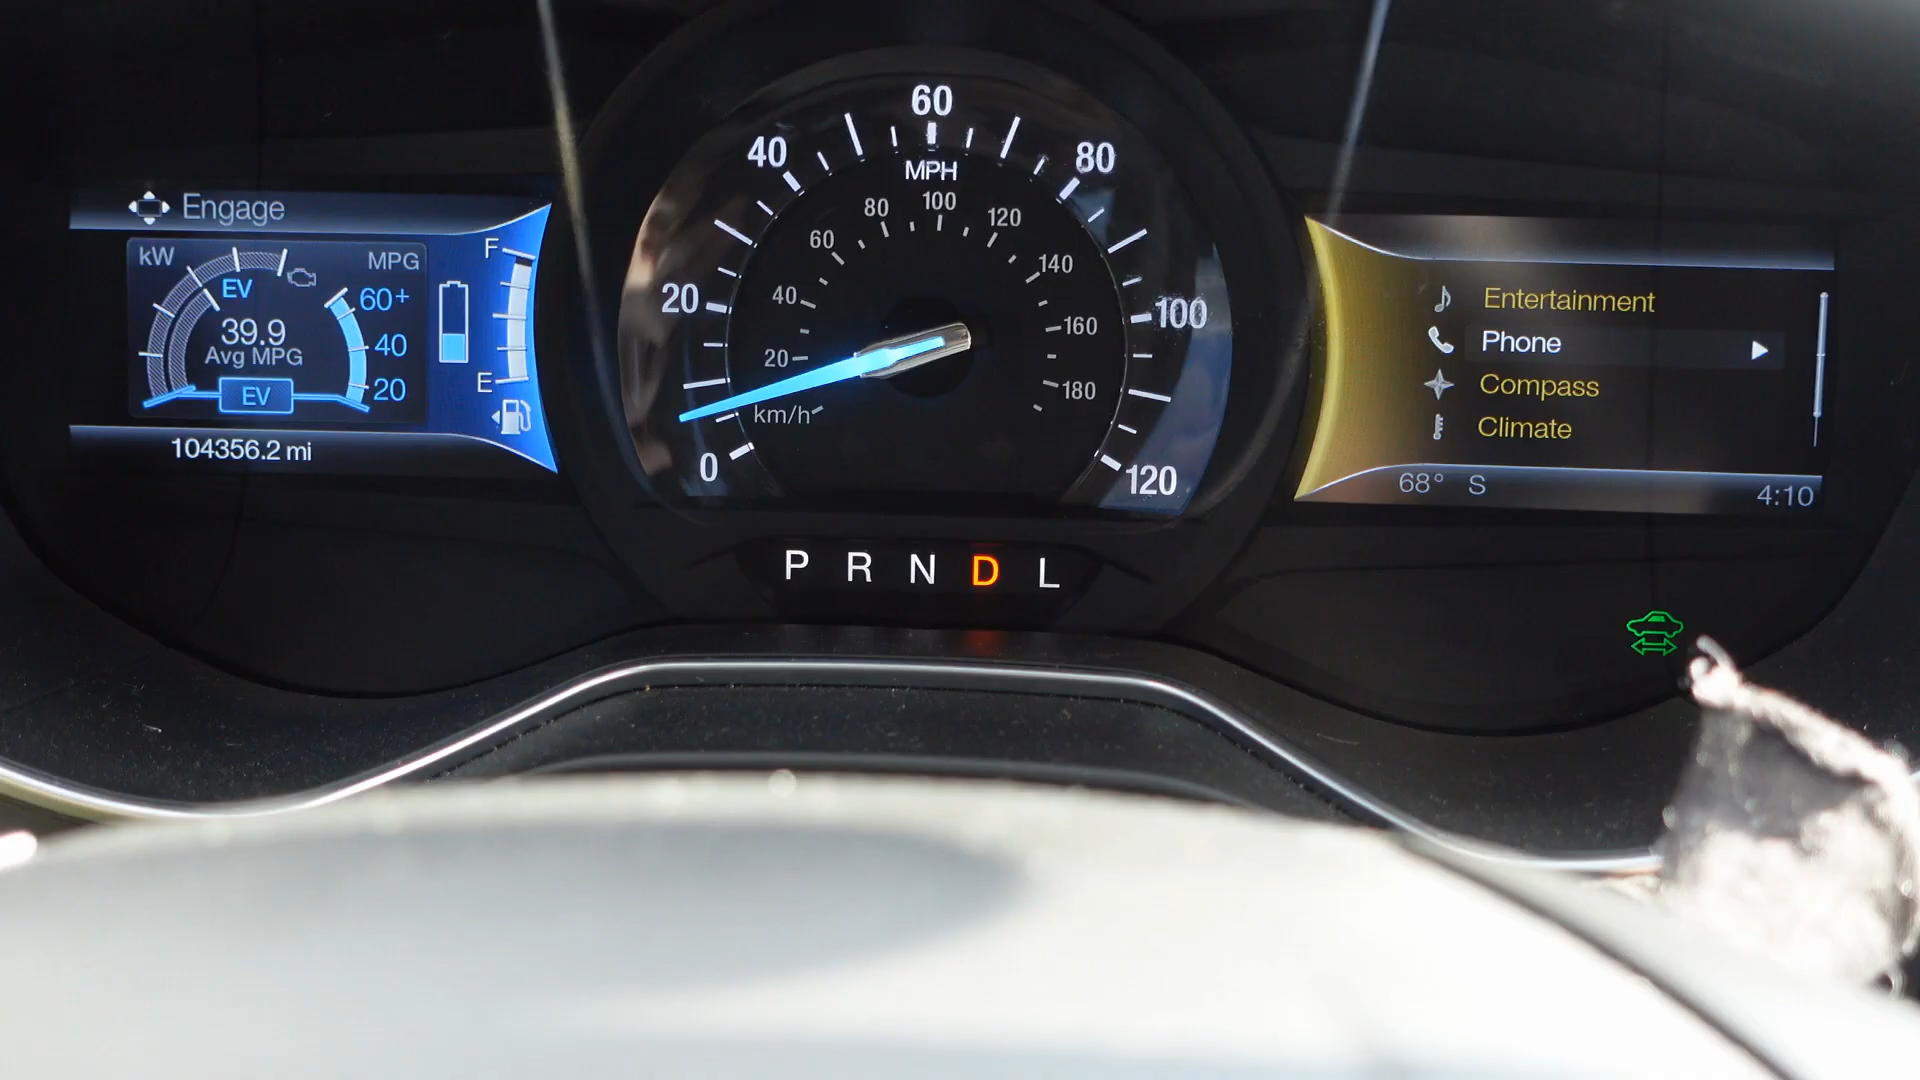 Engage
kW
MPG
EV
60+
39.9
Avg MPG
40
20
EV
F
E
104356.2 mi
0
20
40
60
80
100
120
MPH
20
40
60
80
100
120
140
160
180
km/h
P R N D L
Entertainment
Phone
Compass
Climate
68° S
4:10